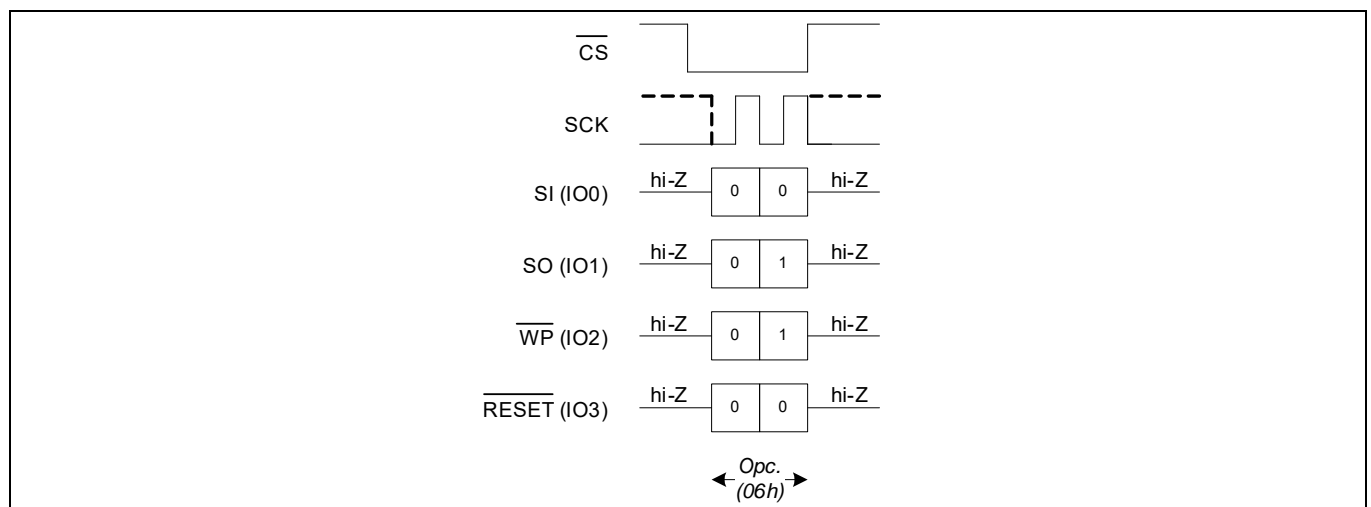 CS
SCK
SI (IO0) hi-Z 0 0 hi-Z
SO (IO1) hi-Z 0 1 hi-Z
WP (IO2) hi-Z 0 1 hi-Z
RESET (IO3) hi-Z 0 0 hi-Z
Opc.
(06h)